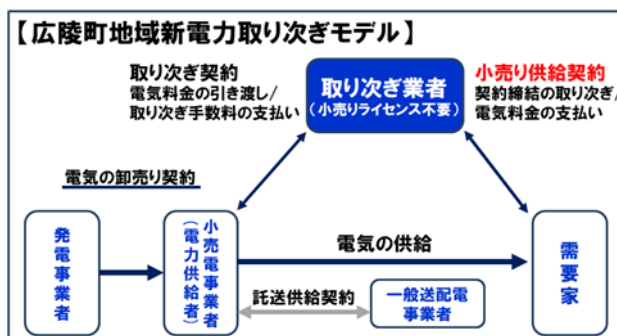 【広陵町地域新電力取り次ぎモデル】
取り次ぎ契約
電気料金の引き渡し/
取り次ぎ手数料の支払い
取り次ぎ業者
(小売りライセンス不要)
小売り供給契約
契約締結の取り次ぎ/
電気料金の支払い
電気の卸売り契約
発電事業者
小売電事業者
(電力供給者)
電気の供給
需要家
託送供給契約
一般送配電
事業者